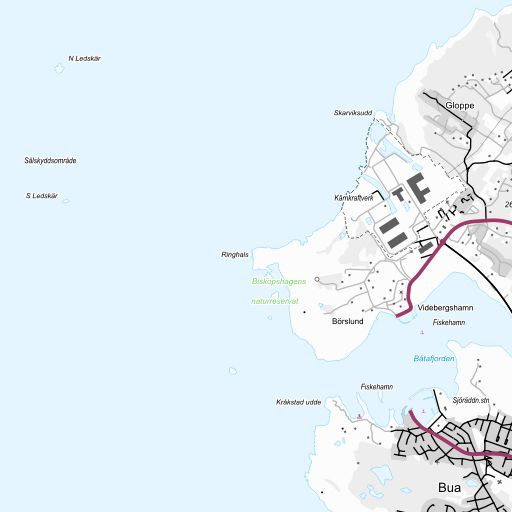 N Ledskär
Gloppe
Skarviksudd
Sälskyddsområde
S Ledskär
Kärnkraftverk
26
Ringhals
Biskopshagens
naturreservat
Videbergshamn
Börslund
Fiskehamn
Båtafjorden
Fiskehamn
Kråkstad udde
Sjöräddn.stn
Bua